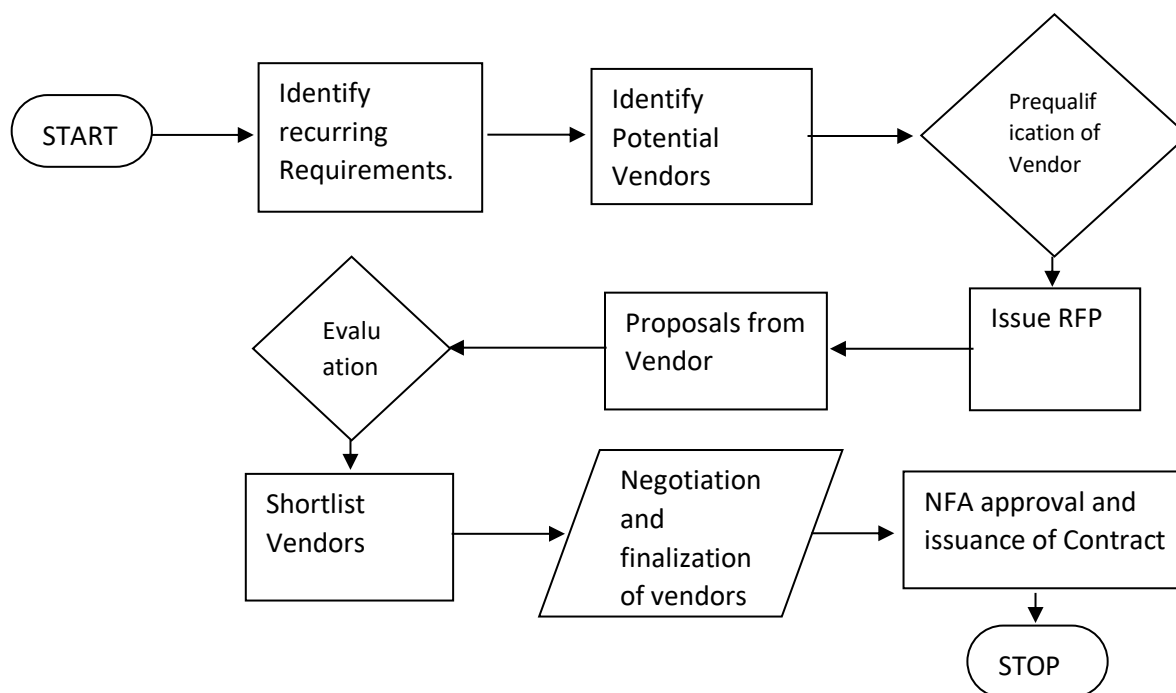 START
Identify
recurring
Requirements.
Identify
Potential
Vendors
Prequalif
ication of
Vendor
Issue RFP
Proposals from
Vendor
Evalu
ation
Shortlist
Vendors
Negotiation
and
finalization
of vendors
NFA approval and
issuance of Contract
STOP